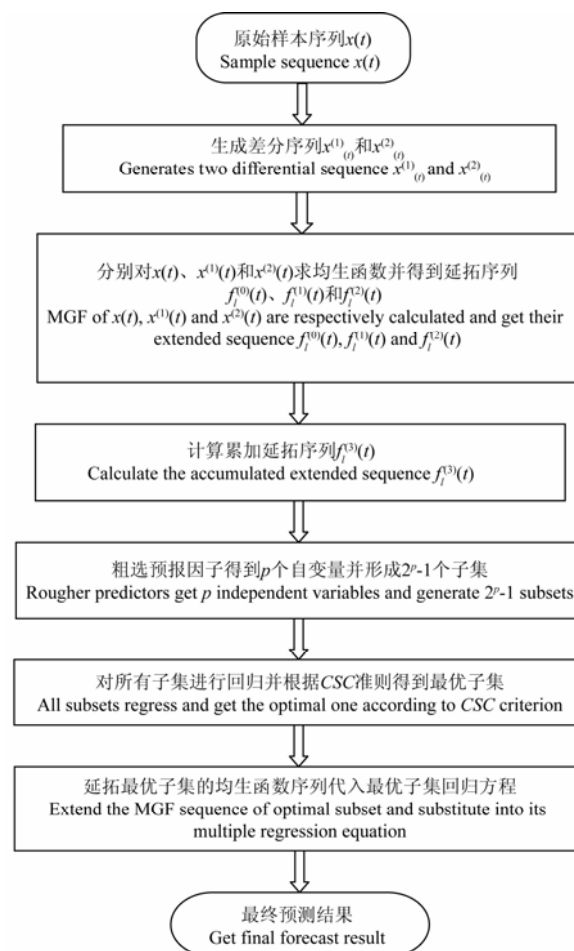 原始样本序列x(t)
Sample sequence x(t)
生成差分序列x⁽¹⁾₍t₎和x⁽²⁾₍t₎
Generates two differential sequence x⁽¹⁾₍t₎ and x⁽²⁾₍t₎
分别对x(t)、x⁽¹⁾(t)和x⁽²⁾(t)求均生函数并得到延拓序列
fₗ⁽⁰⁾(t)、fₗ⁽¹⁾(t)和fₗ⁽²⁾(t)
MGF of x(t), x⁽¹⁾(t) and x⁽²⁾(t) are respectively calculated and get their
extended sequence fₗ⁽⁰⁾(t), fₗ⁽¹⁾(t) and fₗ⁽²⁾(t)
计算累加延拓序列fₗ⁽³⁾(t)
Calculate the accumulated extended sequence fₗ⁽³⁾(t)
粗选预报因子得到p个自变量并形成2ᵖ-1个子集
Rougher predictors get p independent variables and generate 2ᵖ-1 subsets
对所有子集进行回归并根据CSC准则得到最优子集
All subsets regress and get the optimal one according to CSC criterion
延拓最优子集的均生函数序列代入最优子集回归方程
Extend the MGF sequence of optimal subset and substitute into its
multiple regression equation
最终预测结果
Get final forecast result